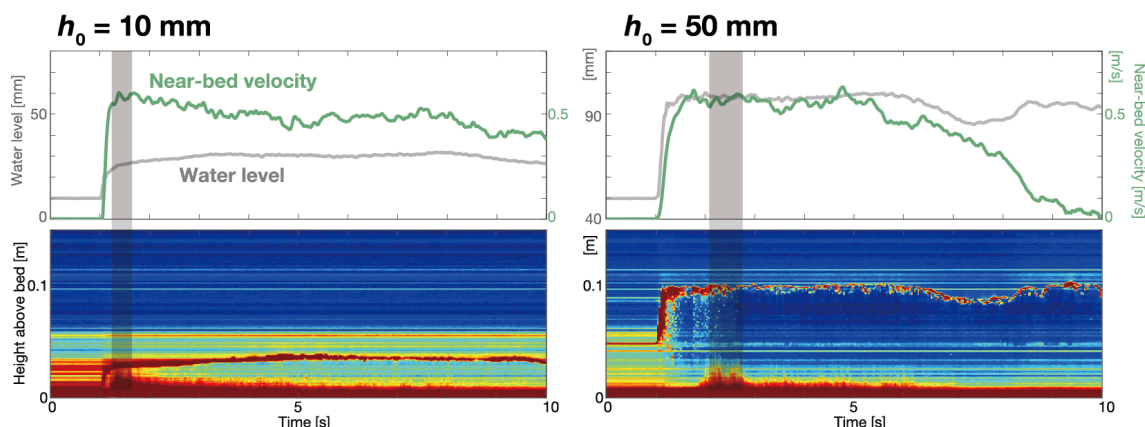 h₀ = 10 mm
h₀ = 50 mm
Water level [mm]
50
0
Near-bed velocity
Water level
0.5
0
[mm]
90
40
[m/s]
0.5
0
Near-bed velocity [m/s]
Height above bed [m]
0.1
0
0
5
10
Time [s]
[m]
0.1
0
0
5
10
Time [s]